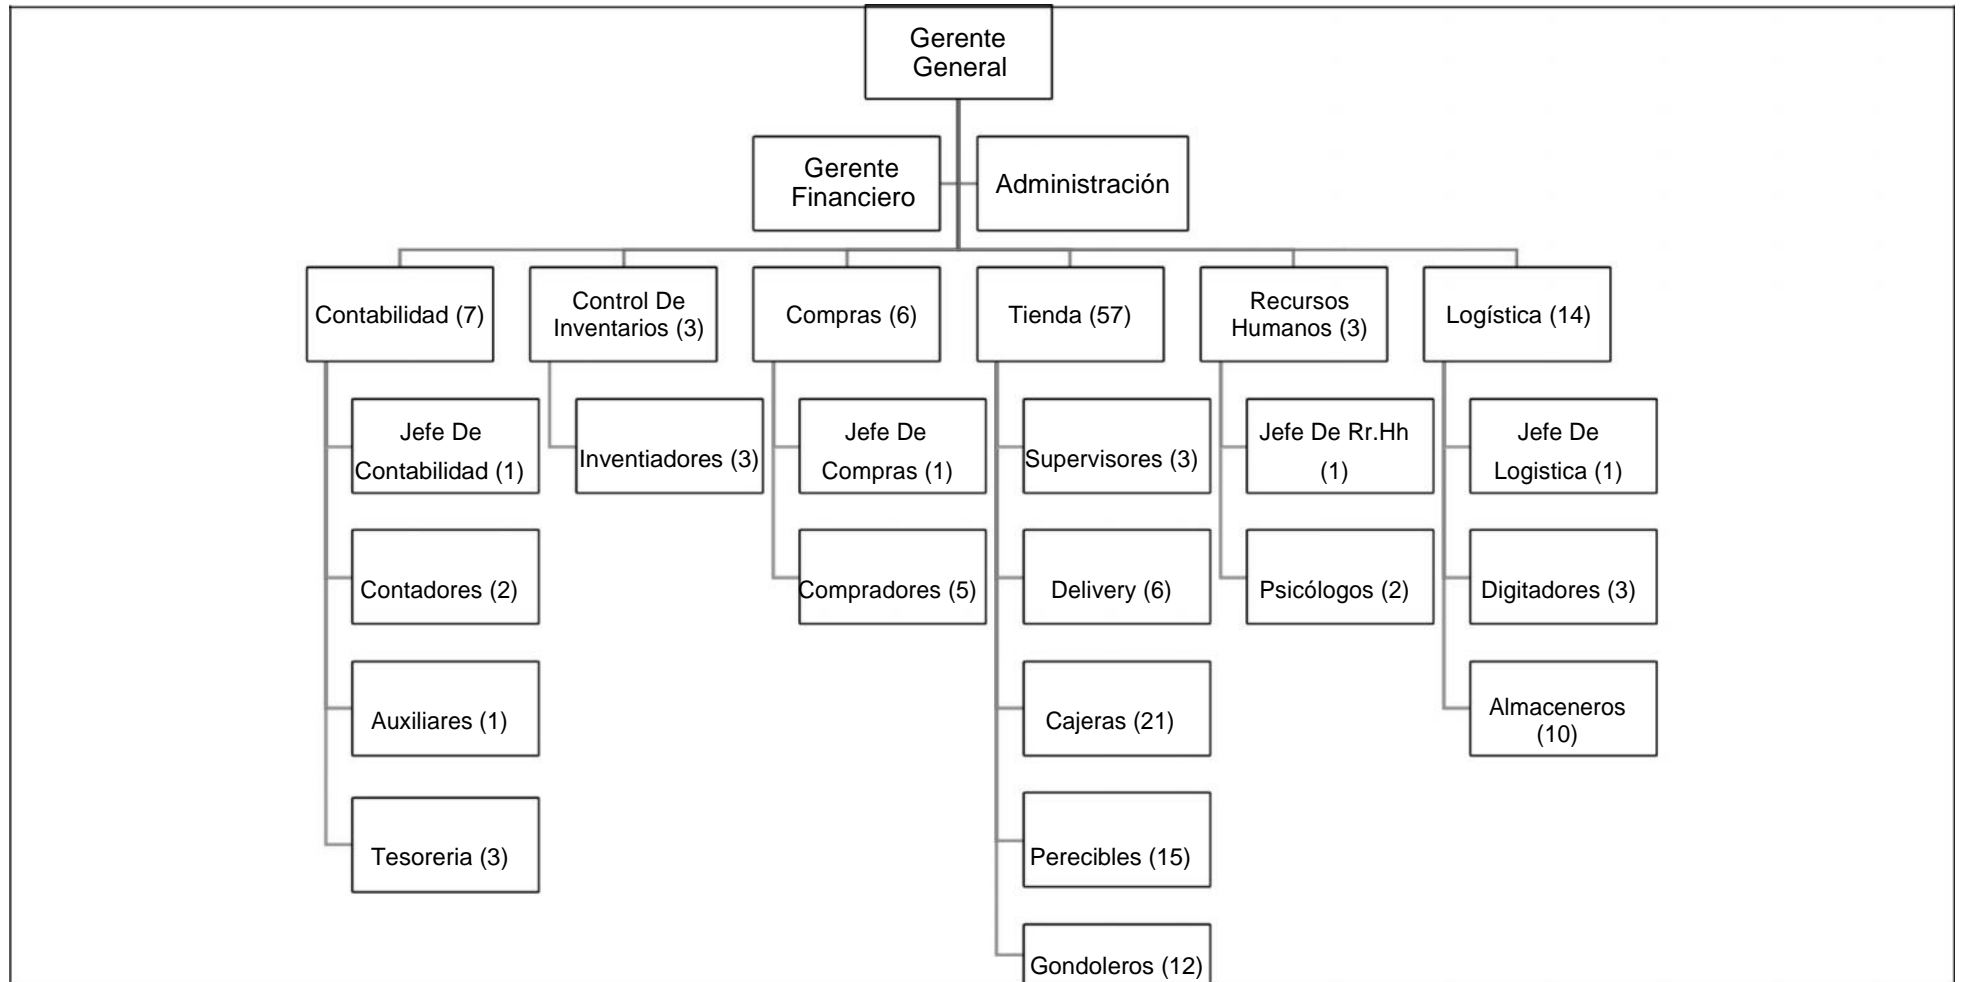 Gerente
General
Gerente
Financiero
Administración
Contabilidad (7)
Control De
Inventarios (3)
Compras (6)
Tienda (57)
Recursos
Humanos (3)
Logística (14)
Jefe De
Contabilidad (1)
Inventiadores (3)
Jefe De
Compras (1)
Supervisores (3)
Jefe De Rr.Hh
(1)
Jefe De
Logistica (1)
Contadores (2)
Compradores (5)
Delivery (6)
Psicólogos (2)
Digitadores (3)
Auxiliares (1)
Cajeras (21)
Almaceneros
(10)
Tesoreria (3)
Perecibles (15)
Gondoleros (12)